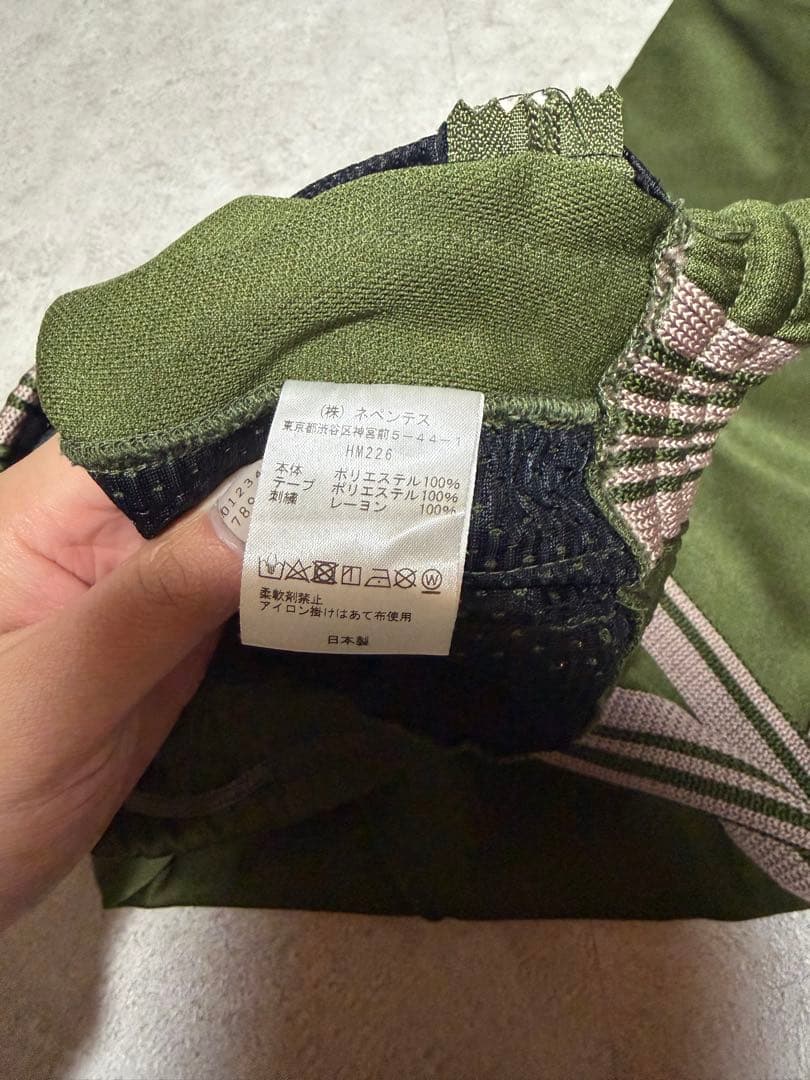 (株) ネペンテス
東京都渋谷区神宮前5-44-1
HM226
本体 ポリエステル100%
テープ ポリエステル100%
刺繍 レーヨン 100%
W
柔軟剤禁止
アイロン掛けはあて布使用
日本製
01234
789